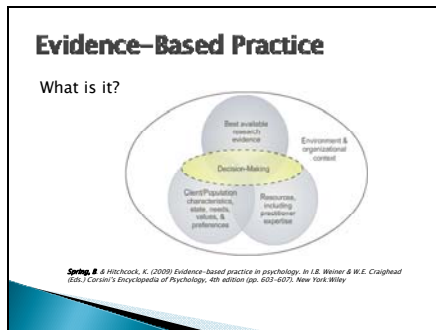 Evidence-Based Practice
What is it?
Best available
research
evidence
Environment &
organizational
context
Decision-Making
Client/Population
characteristics,
state, needs,
values, &
preferences
Resources,
including
practitioner
expertise
Spring, B. & Hitchcock, K. (2009) Evidence-based practice in psychology. In I.B. Weiner & W.E. Craighead
(Eds.) Corsini's Encyclopedia of Psychology, 4th edition (pp. 603-607). New York:Wiley